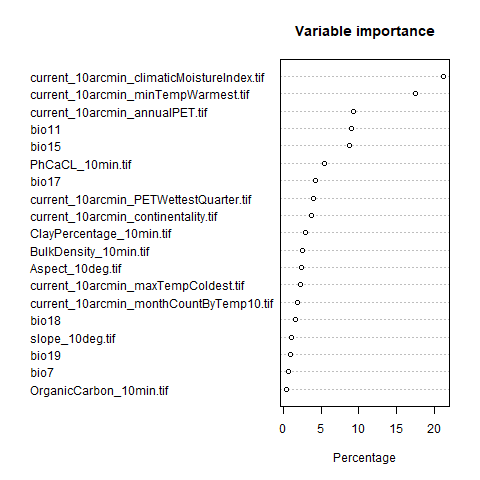 Variable importance
current_10arcmin_climaticMoistureIndex.tif
current_10arcmin_minTempWarmest.tif
current_10arcmin_annualPET.tif
bio11
bio15
PhCaCL_10min.tif
bio17
current_10arcmin_PETWettestQuarter.tif
current_10arcmin_continentality.tif
ClayPercentage_10min.tif
BulkDensity_10min.tif
Aspect_10deg.tif
current_10arcmin_maxTempColdest.tif
current_10arcmin_monthCountByTemp10.tif
bio18
slope_10deg.tif
bio19
bio7
OrganicCarbon_10min.tif
0 5 10 15 20
Percentage